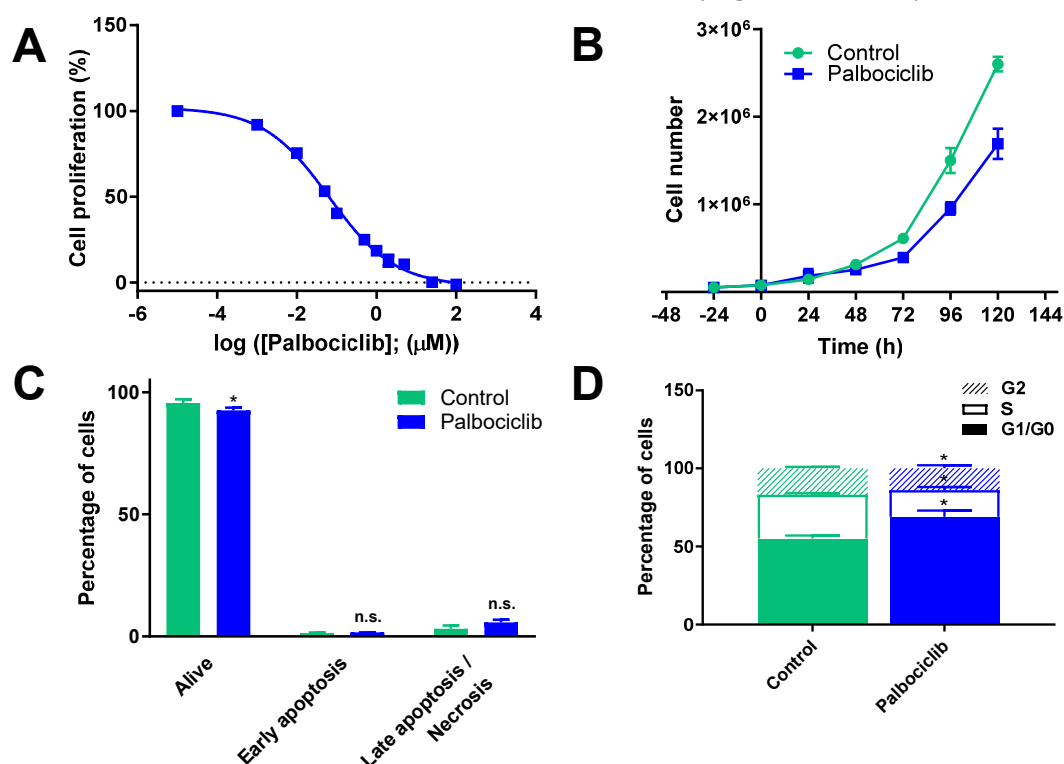 A
150
100
50
0
Cell proliferation (%)
-6 -4 -2 0 2 4
log ([Palbociclib]; (μM))
B
Control
Palbociclib
3×10⁶
2×10⁶
1×10⁶
Cell number
-48 -24 0 24 48 72 96 120 144
Time (h)
C
Control
Palbociclib
100
50
0
Percentage of cells
*
n.s.
n.s.
Alive
Early apoptosis
Late apoptosis /
Necrosis
D
G2
S
G1/G0
150
100
50
0
Percentage of cells
*
*
*
Control
Palbociclib